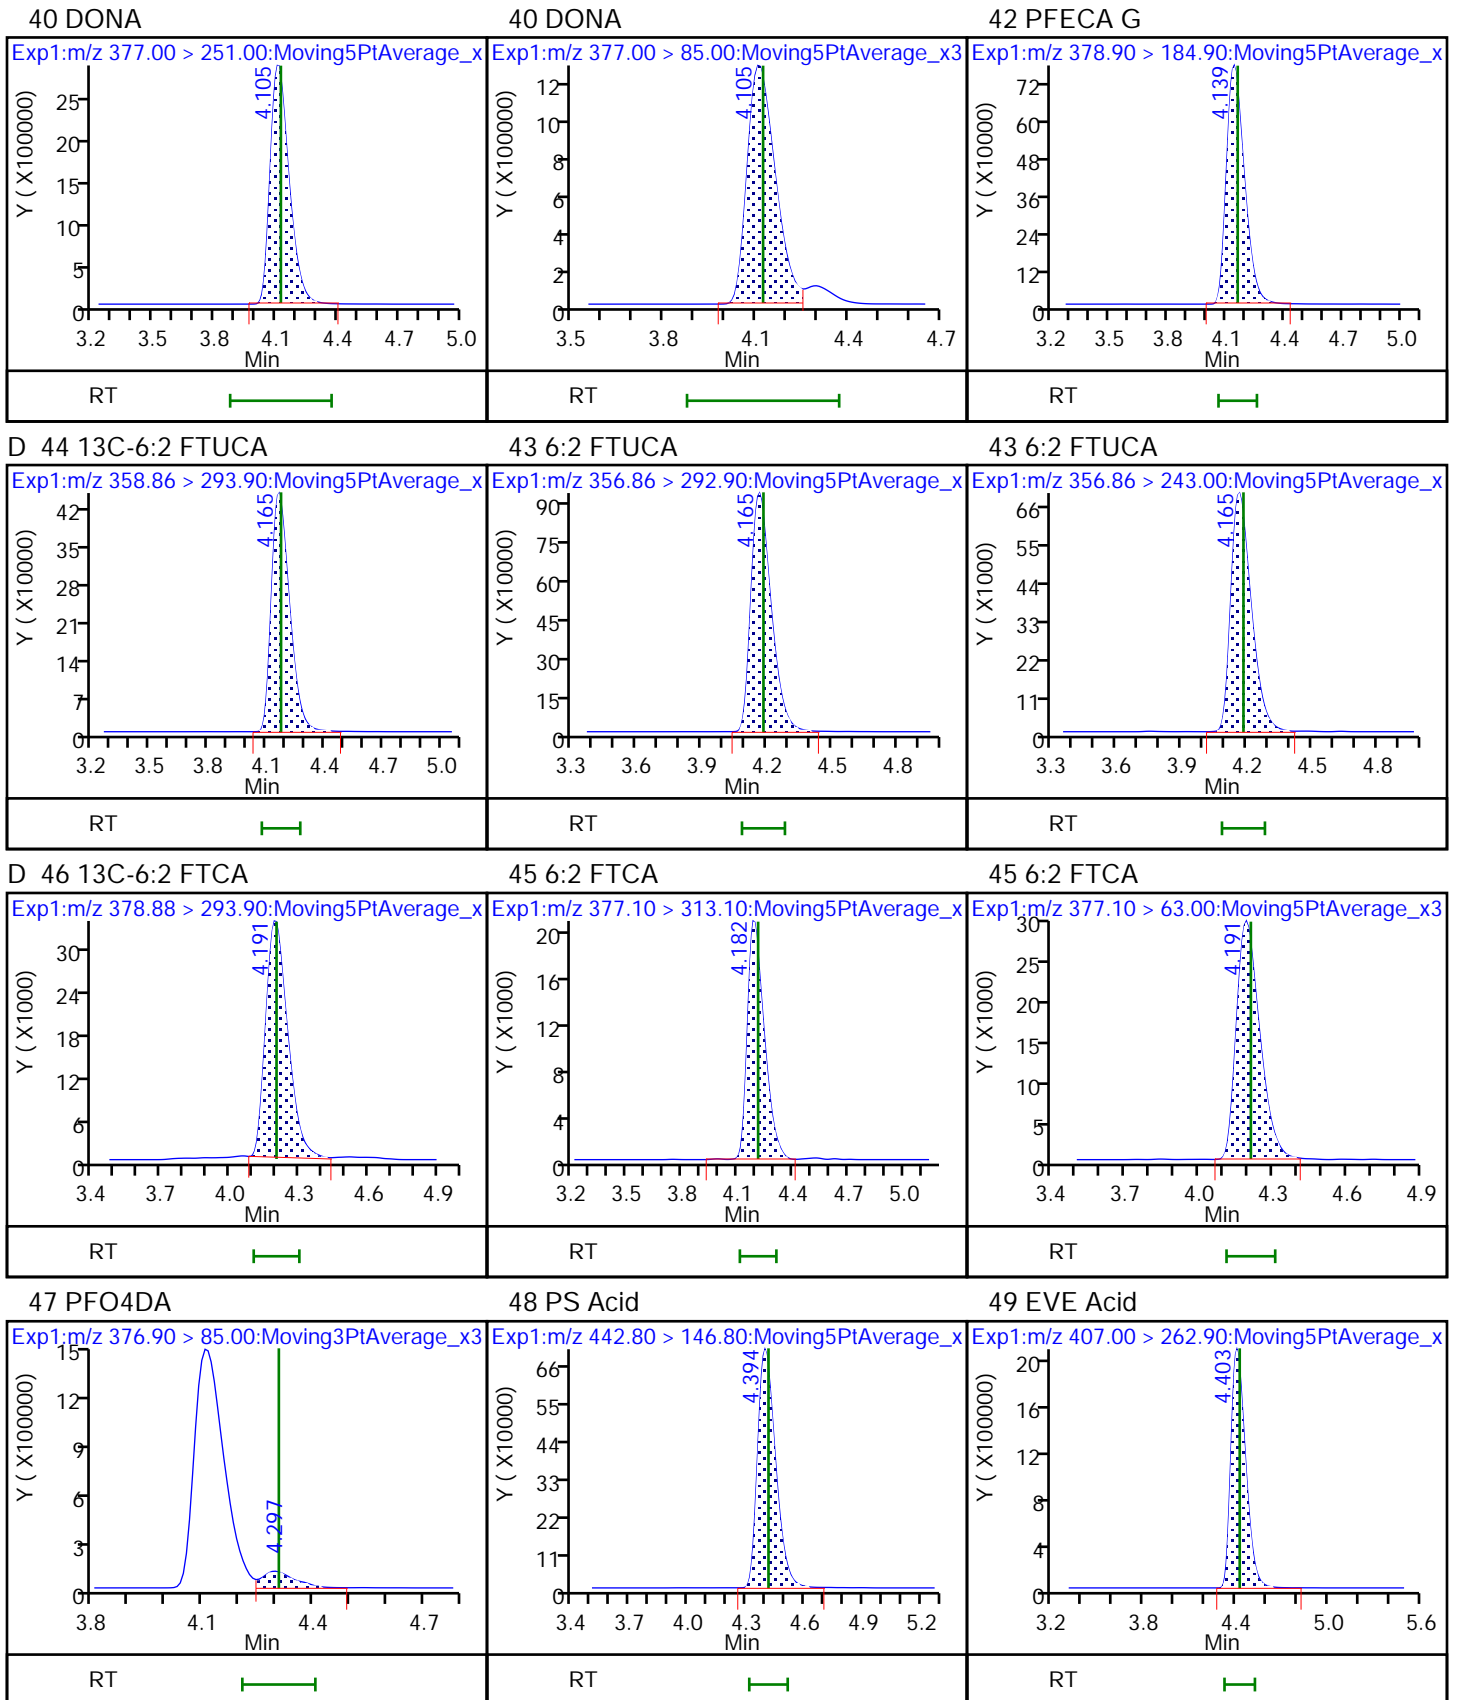 40 DONA
40 DONA
42 PFECA G
Exp1:m/z 377.00 > 251.00:Moving5PtAverage_x
Exp1:m/z 377.00 > 85.00:Moving5PtAverage_x3
Exp1:m/z 378.90 > 184.90:Moving5PtAverage_x
Y ( X100000)
25
20
15
10
5
0
4.105
3.2 3.5 3.8 4.1 4.4 4.7 5.0
Min
RT
Y ( X100000)
12
10
8
6
4
2
0
4.105
3.5 3.8 4.1 4.4 4.7
Min
RT
Y ( X10000)
72
60
48
36
24
12
0
4.139
3.2 3.5 3.8 4.1 4.4 4.7 5.0
Min
RT
D 44 13C-6:2 FTUCA
43 6:2 FTUCA
43 6:2 FTUCA
Exp1:m/z 358.86 > 293.90:Moving5PtAverage_x
Exp1:m/z 356.86 > 292.90:Moving5PtAverage_x
Exp1:m/z 356.86 > 243.00:Moving5PtAverage_x
Y ( X10000)
42
35
28
21
14
7
0
4.165
3.2 3.5 3.8 4.1 4.4 4.7 5.0
Min
RT
Y ( X10000)
90
75
60
45
30
15
0
4.165
3.3 3.6 3.9 4.2 4.5 4.8
Min
RT
Y ( X1000)
66
55
44
33
22
11
0
4.165
3.3 3.6 3.9 4.2 4.5 4.8
Min
RT
D 46 13C-6:2 FTCA
45 6:2 FTCA
45 6:2 FTCA
Exp1:m/z 378.88 > 293.90:Moving5PtAverage_x
Exp1:m/z 377.10 > 313.10:Moving5PtAverage_x
Exp1:m/z 377.10 > 63.00:Moving5PtAverage_x3
Y ( X1000)
30
24
18
12
6
0
4.191
3.4 3.7 4.0 4.3 4.6 4.9
Min
RT
Y ( X1000)
20
16
12
8
4
0
4.182
3.2 3.5 3.8 4.1 4.4 4.7 5.0
Min
RT
Y ( X1000)
30
25
20
15
10
5
0
4.191
3.4 3.7 4.0 4.3 4.6 4.9
Min
RT
47 PFO4DA
48 PS Acid
49 EVE Acid
Exp1:m/z 376.90 > 85.00:Moving3PtAverage_x3
Exp1:m/z 442.80 > 146.80:Moving5PtAverage_x
Exp1:m/z 407.00 > 262.90:Moving5PtAverage_x
Y ( X100000)
15
12
9
6
3
0
4.297
3.8 4.1 4.4 4.7
Min
RT
Y ( X10000)
66
55
44
33
22
11
0
4.394
3.4 3.7 4.0 4.3 4.6 4.9 5.2
Min
RT
Y ( X100000)
20
16
12
8
4
0
4.403
3.2 3.8 4.4 5.0 5.6
Min
RT